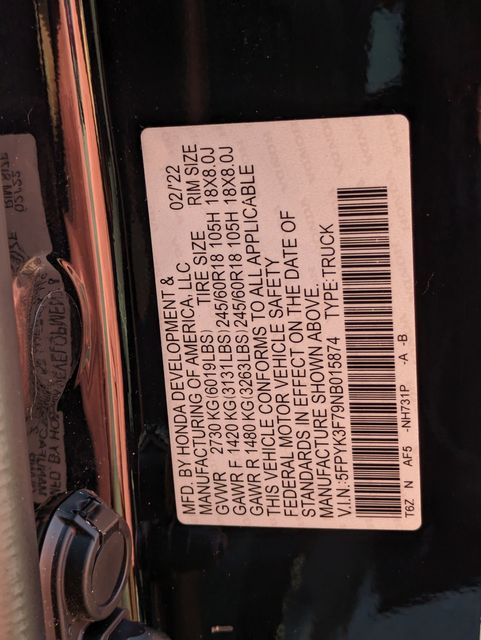 MFD. BY HONDA DEVELOPMENT &
MANUFACTURING OF AMERICA, LLC 02/'22
GVWR 2730 KG(6019LBS) TIRE SIZE RIM SIZE
GAWR F 1420 KG(3131LBS)245/60R18 105H 18X8.0J
GAWR R 1480 KG(3263LBS)245/60R18 105H 18X8.0J
THIS VEHICLE CONFORMS TO ALL APPLICABLE
FEDERAL MOTOR VEHICLE SAFETY
STANDARDS IN EFFECT ON THE DATE OF
MANUFACTURE SHOWN ABOVE.
V.I.N.:5FPYK3F79NB015874 TYPE:TRUCK
T6Z N AF5 -NH731P -A -B